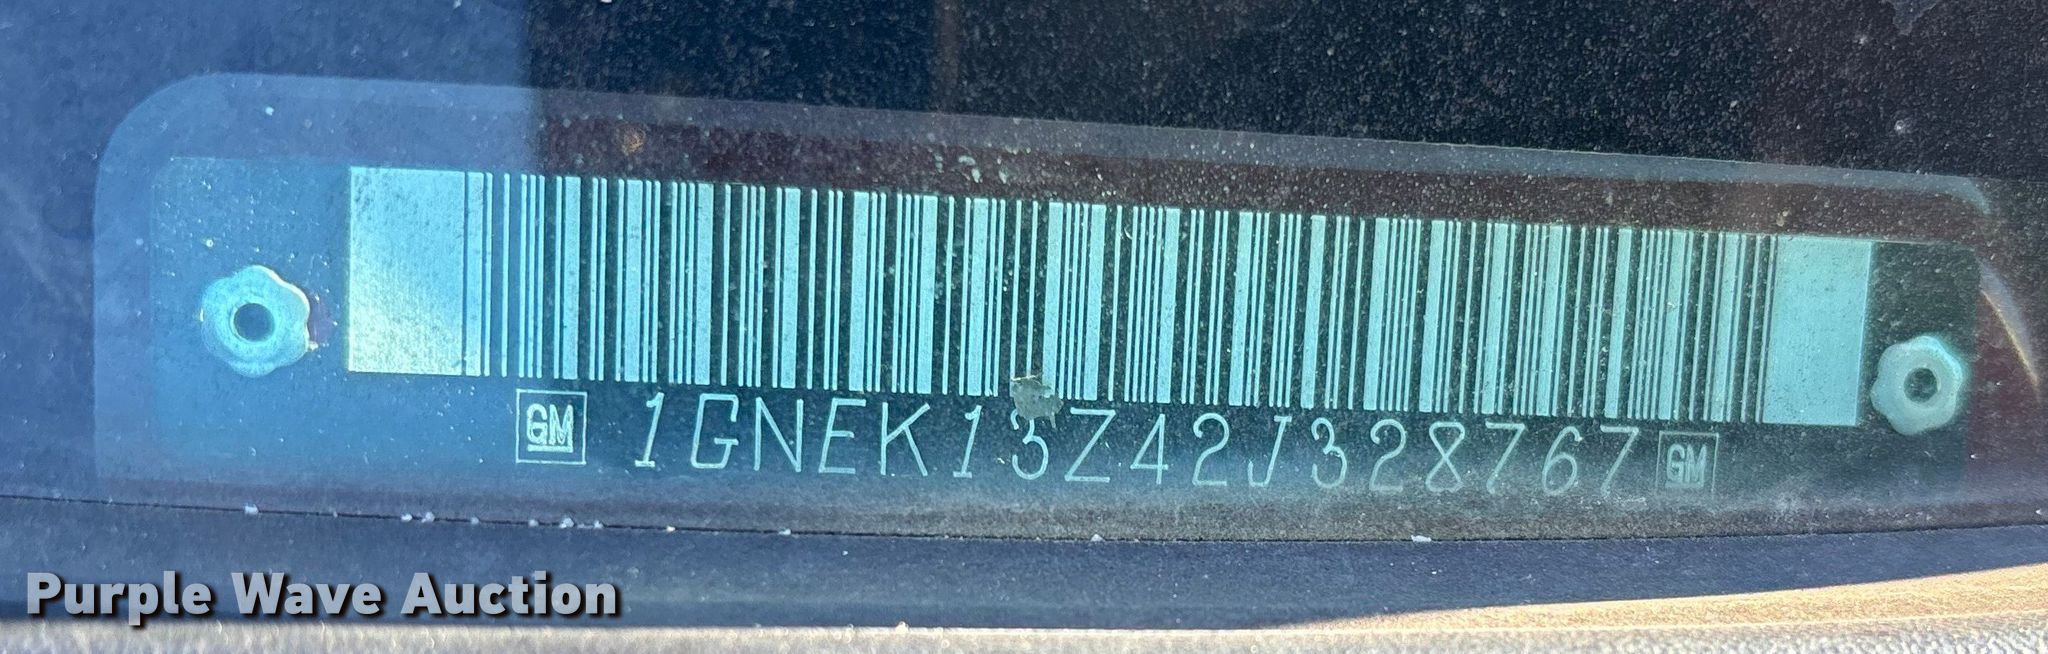 GM 1GNEK13Z42J328767 GM
Purple Wave Auction